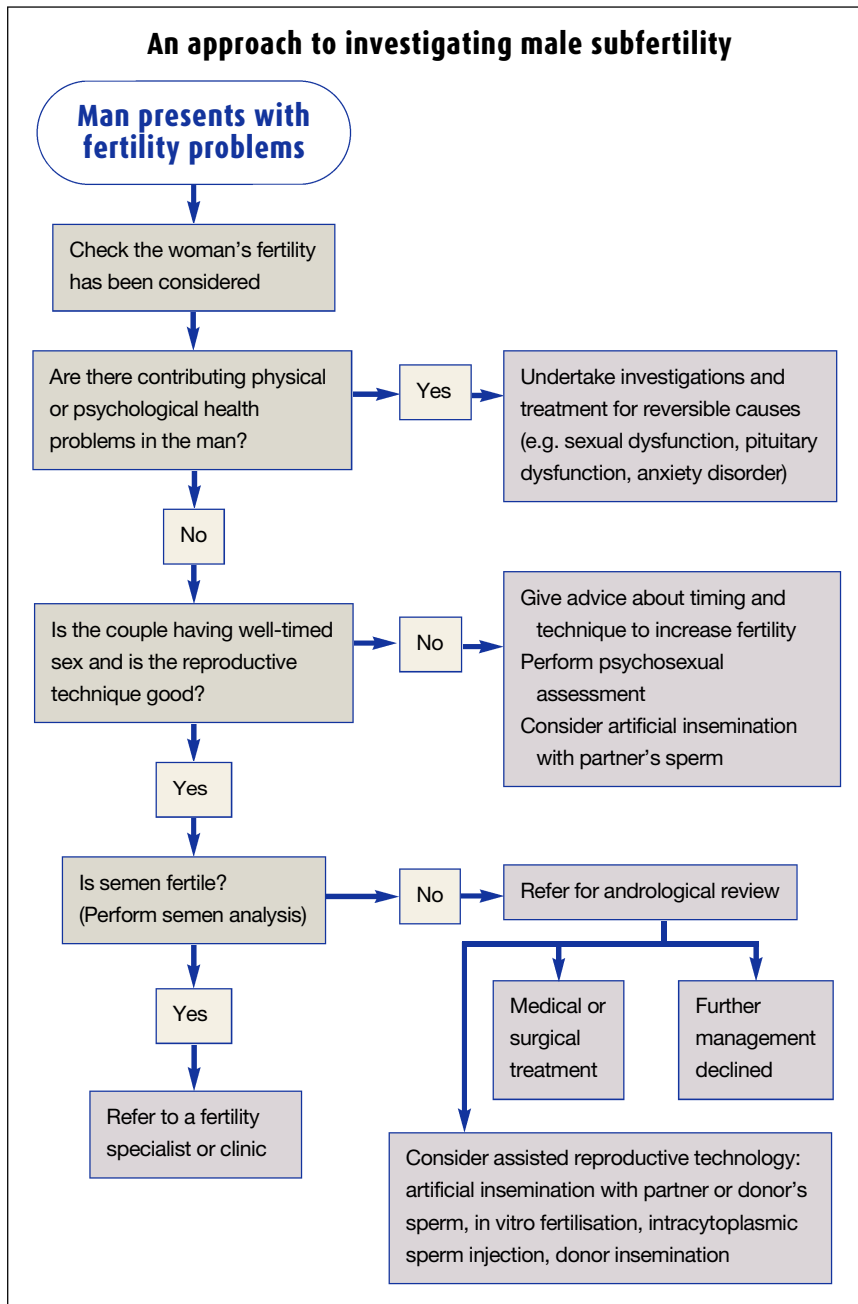 An approach to investigating male subfertility
Man presents with
fertility problems
Check the woman's fertility
has been considered
Are there contributing physical
or psychological health
problems in the man?
Yes
Undertake investigations and
treatment for reversible causes
(e.g. sexual dysfunction, pituitary
dysfunction, anxiety disorder)
No
Is the couple having well-timed
sex and is the reproductive
technique good?
No
Give advice about timing and
technique to increase fertility
Perform psychosexual
assessment
Consider artificial insemination
with partner's sperm
Yes
Is semen fertile?
(Perform semen analysis)
No
Refer for andrological review
Yes
Medical or
surgical
treatment
Further
management
declined
Refer to a fertility
specialist or clinic
Consider assisted reproductive technology:
artificial insemination with partner or donor's
sperm, in vitro fertilisation, intracytoplasmic
sperm injection, donor insemination